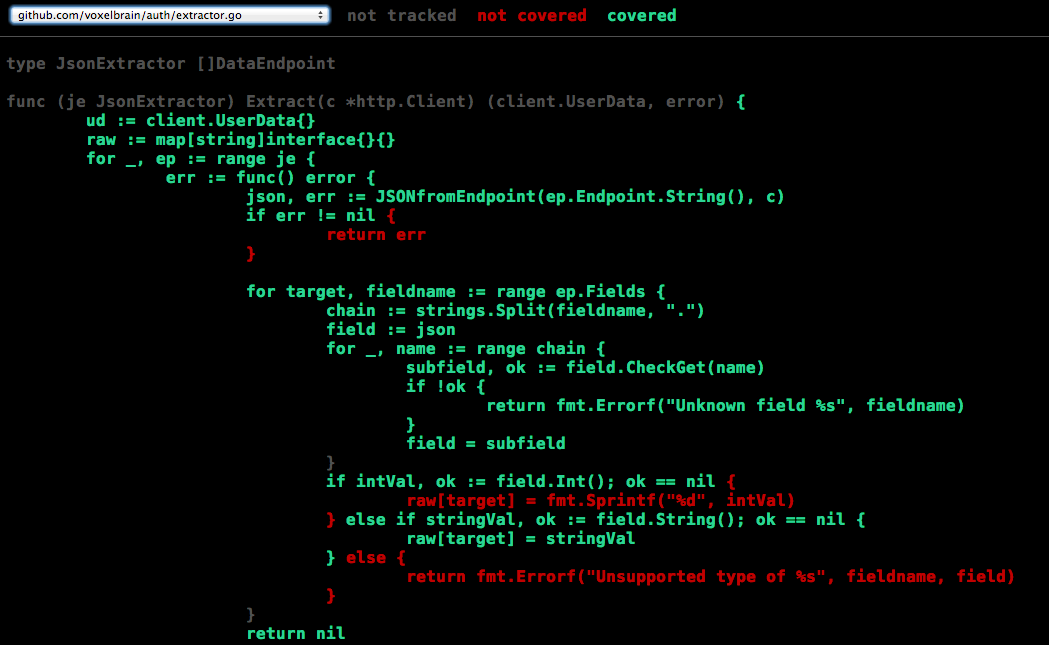 github.com/voxelbrain/auth/extractor.go not tracked not covered covered
type JsonExtractor []DataEndpoint
func (je JsonExtractor) Extract(c *http.Client) (client.UserData, error) {
ud := client.UserData{}
raw := map[string]interface{}{}
for _, ep := range je {
err := func() error {
json, err := JSONfromEndpoint(ep.Endpoint.String(), c)
if err != nil {
return err
}
for target, fieldname := range ep.Fields {
chain := strings.Split(fieldname, ".")
field := json
for _, name := range chain {
subfield, ok := field.CheckGet(name)
if !ok {
return fmt.Errorf("Unknown field %s", fieldname)
}
field = subfield
}
if intVal, ok := field.Int(); ok == nil {
raw[target] = fmt.Sprintf("%d", intVal)
} else if stringVal, ok := field.String(); ok == nil {
raw[target] = stringVal
} else {
return fmt.Errorf("Unsupported type of %s", fieldname, field)
}
}
return nil